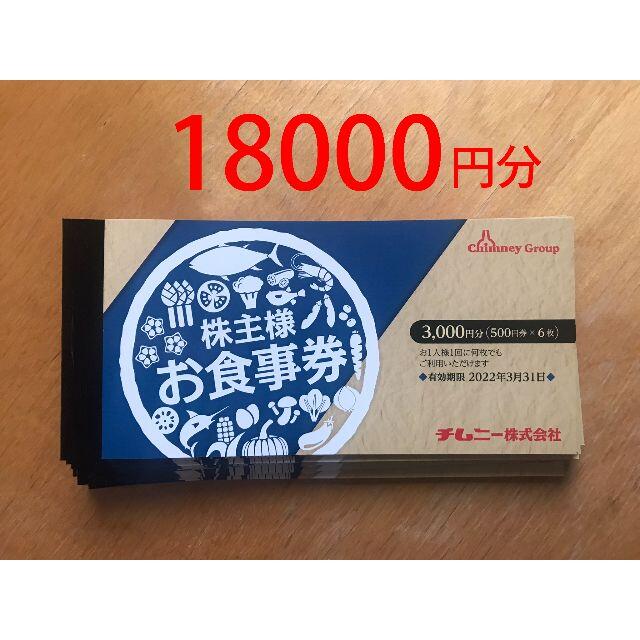 18000円分
Chimney Group
3,000円分(500円券×6枚)
お1人様1回に何枚でも
ご利用いただけます
◆有効期限 2022年3月31日◆
チムニー株式会社
株主様
お食事券